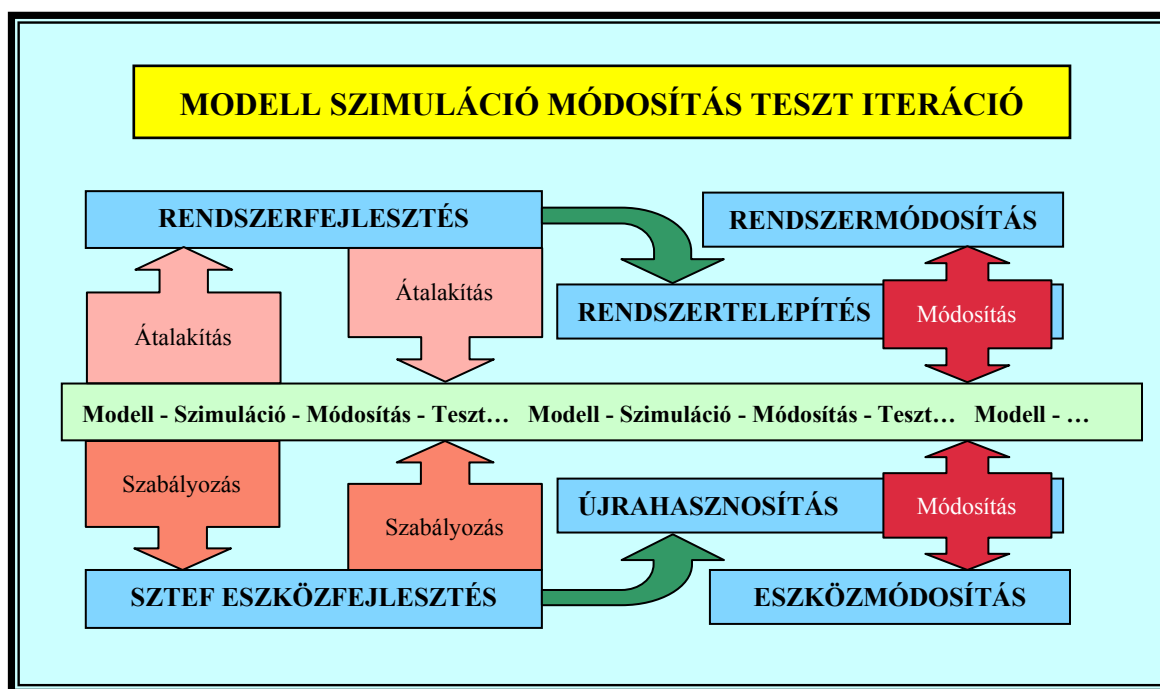 MODELL SZIMULÁCIÓ MÓDOSÍTÁS TESZT ITERÁCIÓ
RENDSZERFEJLESZTÉS
RENDSZERMÓDOSÍTÁS
Átalakítás
RENDSZERTELEPÍTÉS
Módosítás
Átalakítás
Modell - Szimuláció - Módosítás - Teszt… Modell - Szimuláció - Módosítás - Teszt… Modell - …
Szabályozás
ÚJRAHASZNOSÍTÁS
Módosítás
Szabályozás
SZTEF ESZKÖZFEJLESZTÉS
ESZKÖZMÓDOSÍTÁS